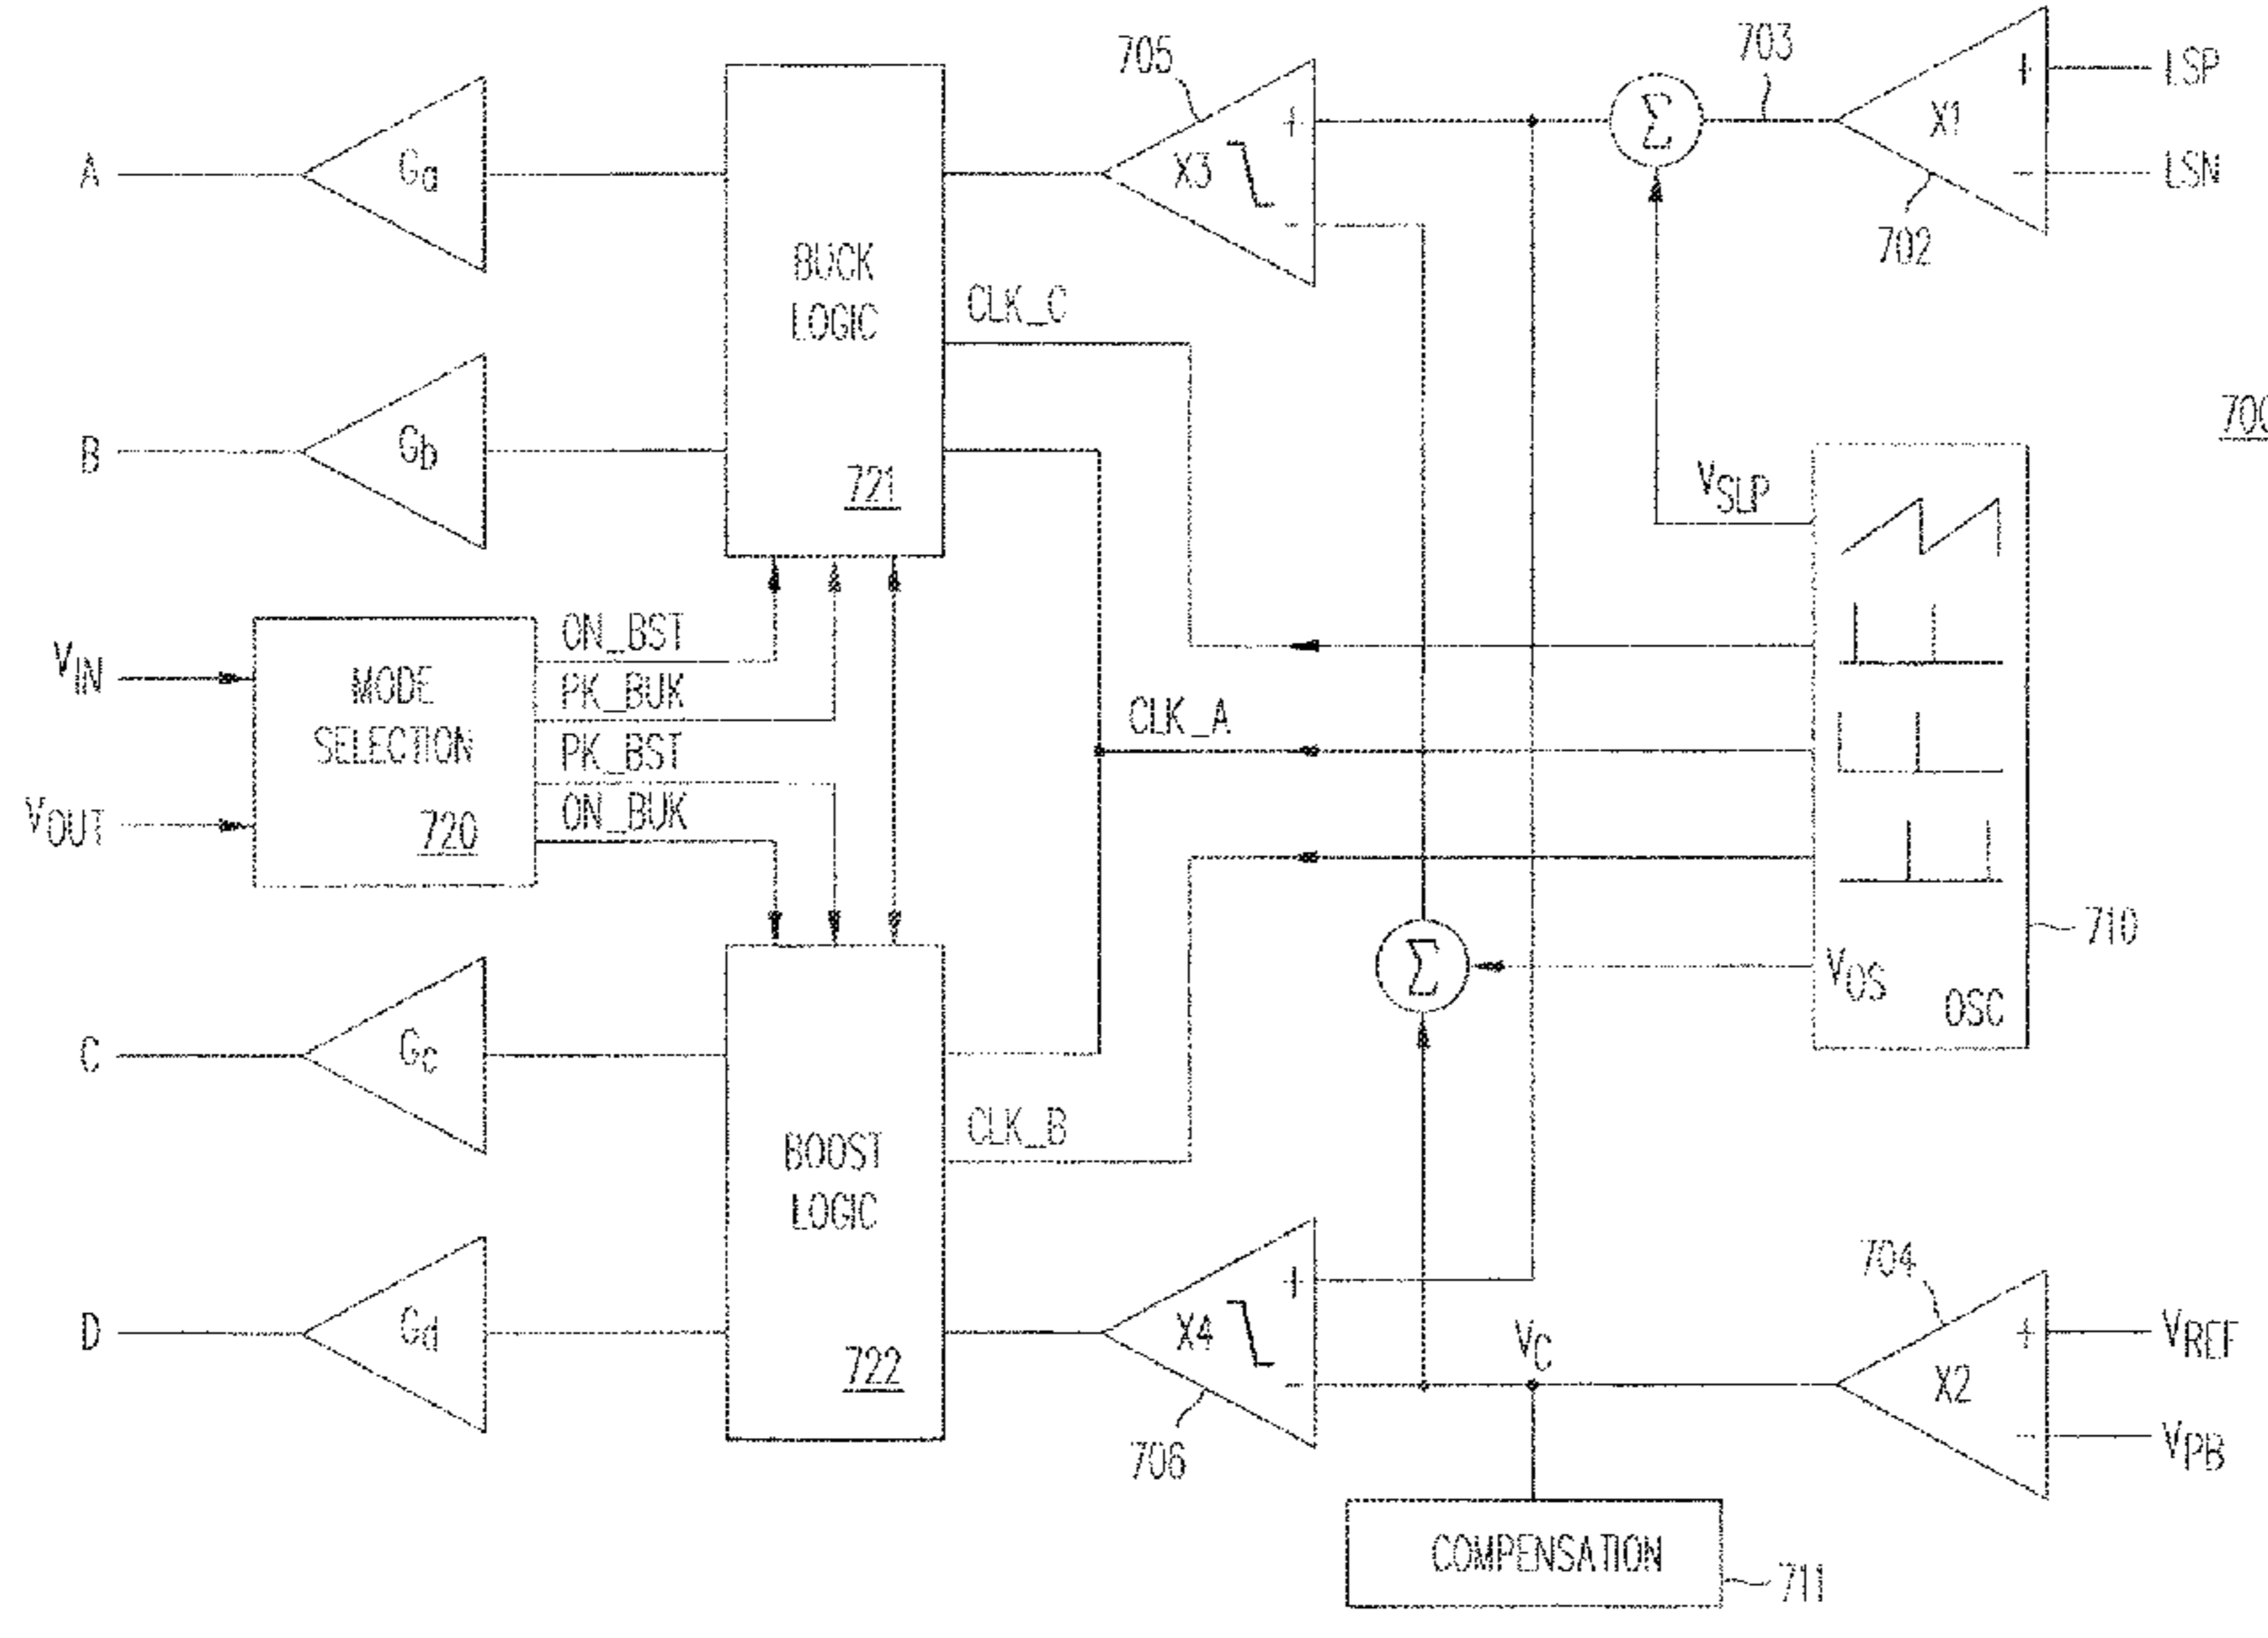 705
703
LSP
X1
LSN
702
A
Ga
X3
Σ
+
-
BUCK
LOGIC
721
CLK_C
B
Gb
VSLP
700
VIN
MODE
SELECTION
720
VOUT
ON_BST
PK_BUK
PK_BST
ON_BUK
CLK_A
710
VOS
OSC
Σ
C
Gc
BOOST
LOGIC
722
CLK_B
D
Gd
X4
+
-
706
VC
704
X2
+
-
VREF
VPB
COMPENSATION
711